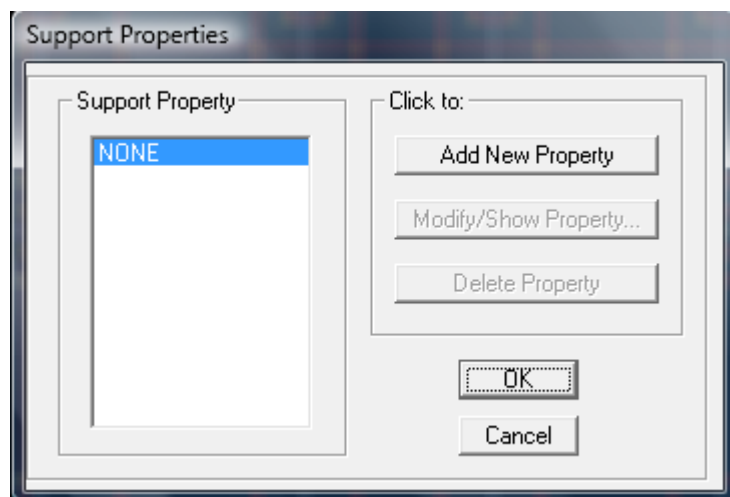 Support Properties
Support Property
NONE
Click to:
Add New Property
Modify/Show Property...
Delete Property
OK
Cancel